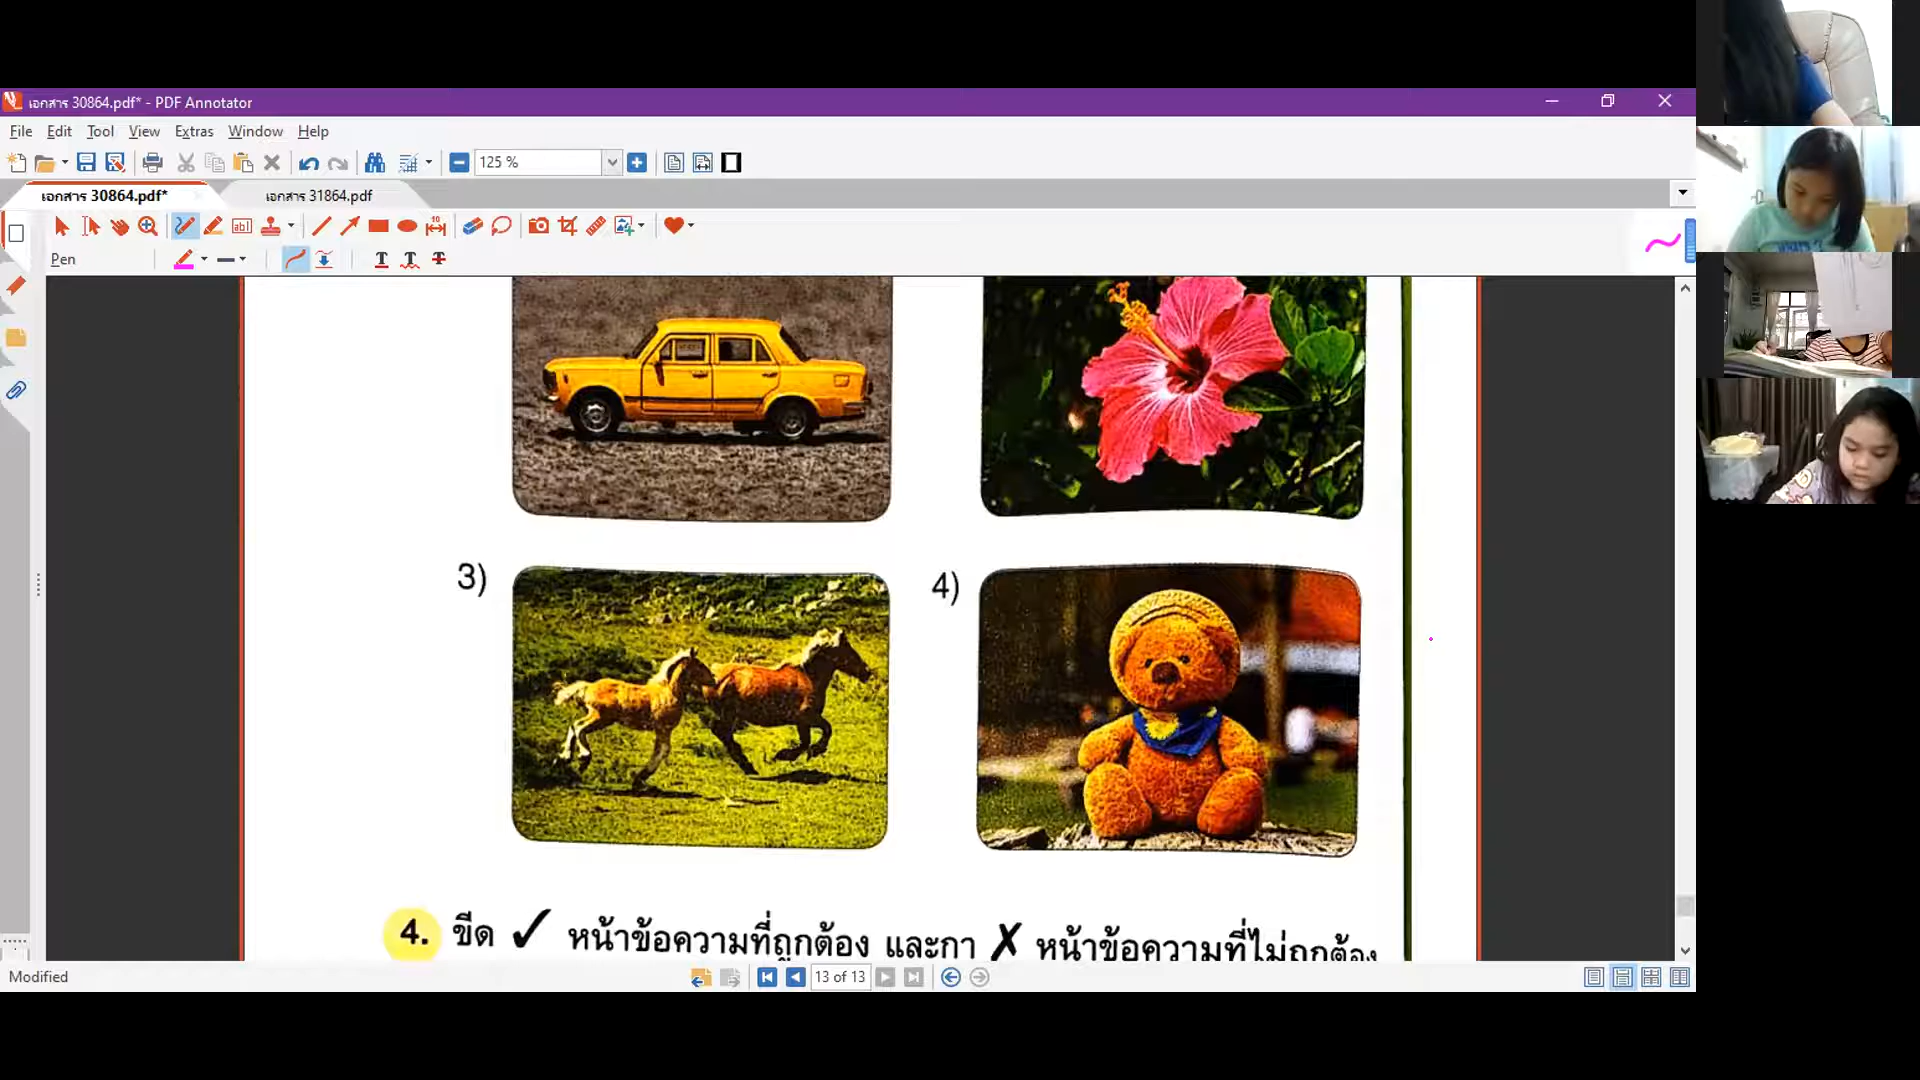 เอกสาร 30864.pdf* - PDF Annotator
File Edit Tool View Extras Window Help
125 %
เอกสาร 30864.pdf*
เอกสาร 31864.pdf
Pen
3)
4)
4. ขีด ✓ หน้าข้อความที่ถูกต้อง และกา ✗ หน้าข้อความที่ไม่ถูกต้อง
Modified
13 of 13